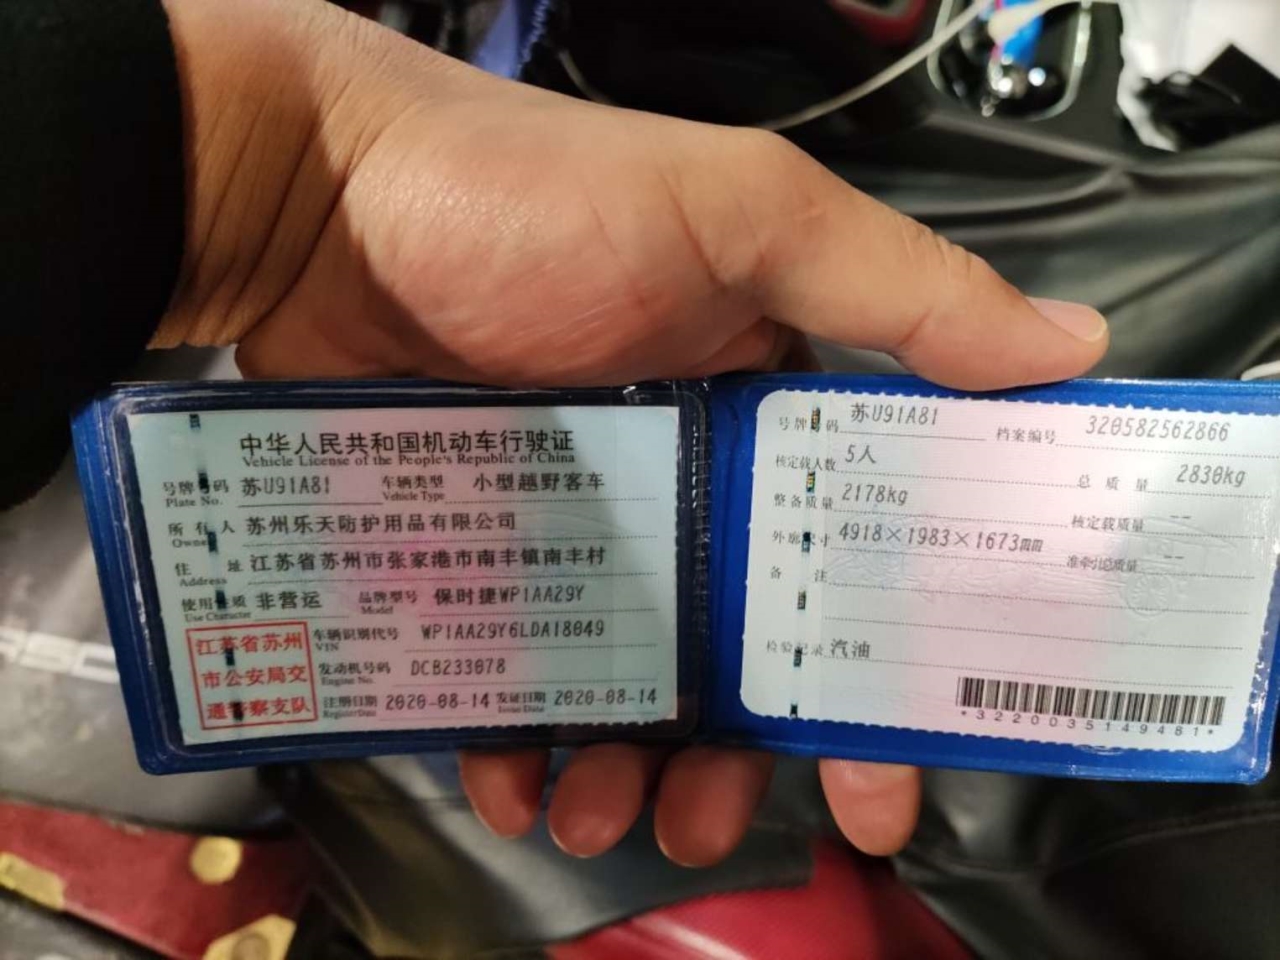 中华人民共和国机动车行驶证
Vehicle License of the People's Republic of China
号牌号码 苏U91A81 车辆类型 小型越野客车
Plate No. Vehicle Type
所有人 苏州乐天防护用品有限公司
Owner
住址 江苏省苏州市张家港市南丰镇南丰村
Address
使用性质 非营运 品牌型号 保时捷WP1AA29Y
Use Character Model
江苏省苏州
市公安局交
通警察支队
车辆识别代号 WP1AA29Y6LDA18049
VIN
发动机号码 DCB233078
Engine No.
注册日期 2020-08-14 发证日期 2020-08-14
Register Date Issue Date
号牌号码 苏U91A81 档案编号 320582562866
核定载人数 5人 总质量 2830kg
整备质量 2178kg 核定载质量 --
外廓尺寸 4918×1983×1673mm 准牵引总质量 --
备注
检验记录 汽油
*3220035149481*